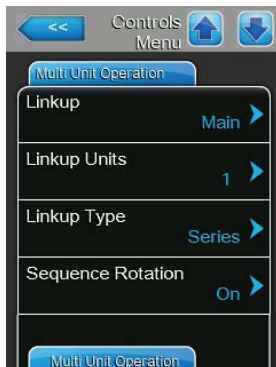 << Controls
Menu
Multi Unit Operation
Linkup
Main
Linkup Units
1
Linkup Type
Series
Sequence Rotation
On
Multi Unit Operation